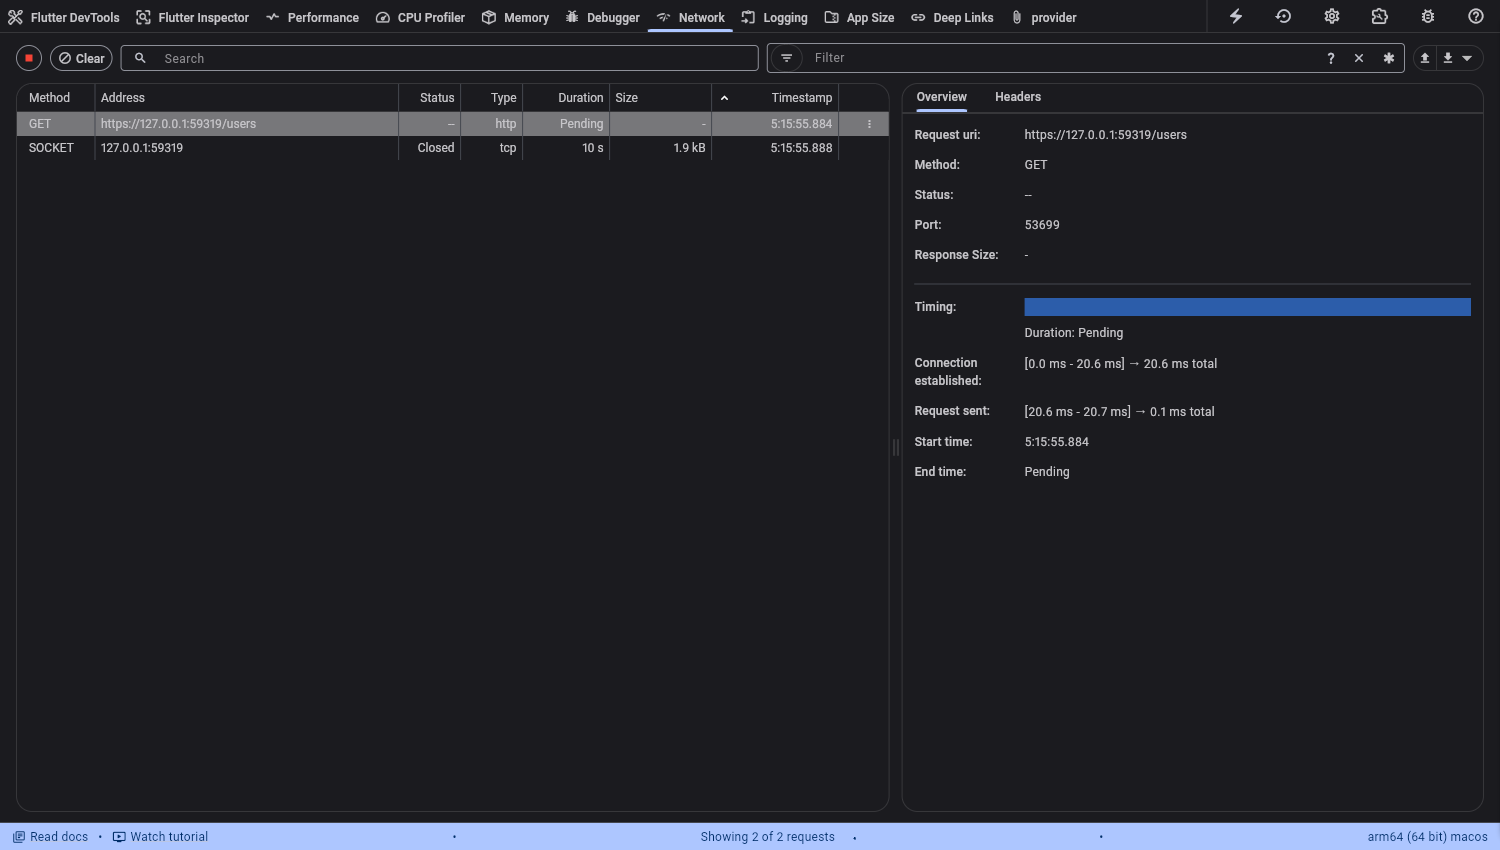 Flutter DevTools Flutter Inspector Performance CPU Profiler Memory Debugger Network Logging App Size Deep Links provider
Clear Search Filter ?
Method Address Status Type Duration Size Timestamp
GET https://127.0.0.1:59319/users -- http Pending - 5:15:55.884
SOCKET 127.0.0.1:59319 Closed tcp 10 s 1.9 kB 5:15:55.888
Overview Headers
Request uri: https://127.0.0.1:59319/users
Method: GET
Status: --
Port: 53699
Response Size: -
Timing:
Duration: Pending
Connection established: [0.0 ms - 20.6 ms] → 20.6 ms total
Request sent: [20.6 ms - 20.7 ms] → 0.1 ms total
Start time: 5:15:55.884
End time: Pending
Read docs • Watch tutorial • Showing 2 of 2 requests • • arm64 (64 bit) macos